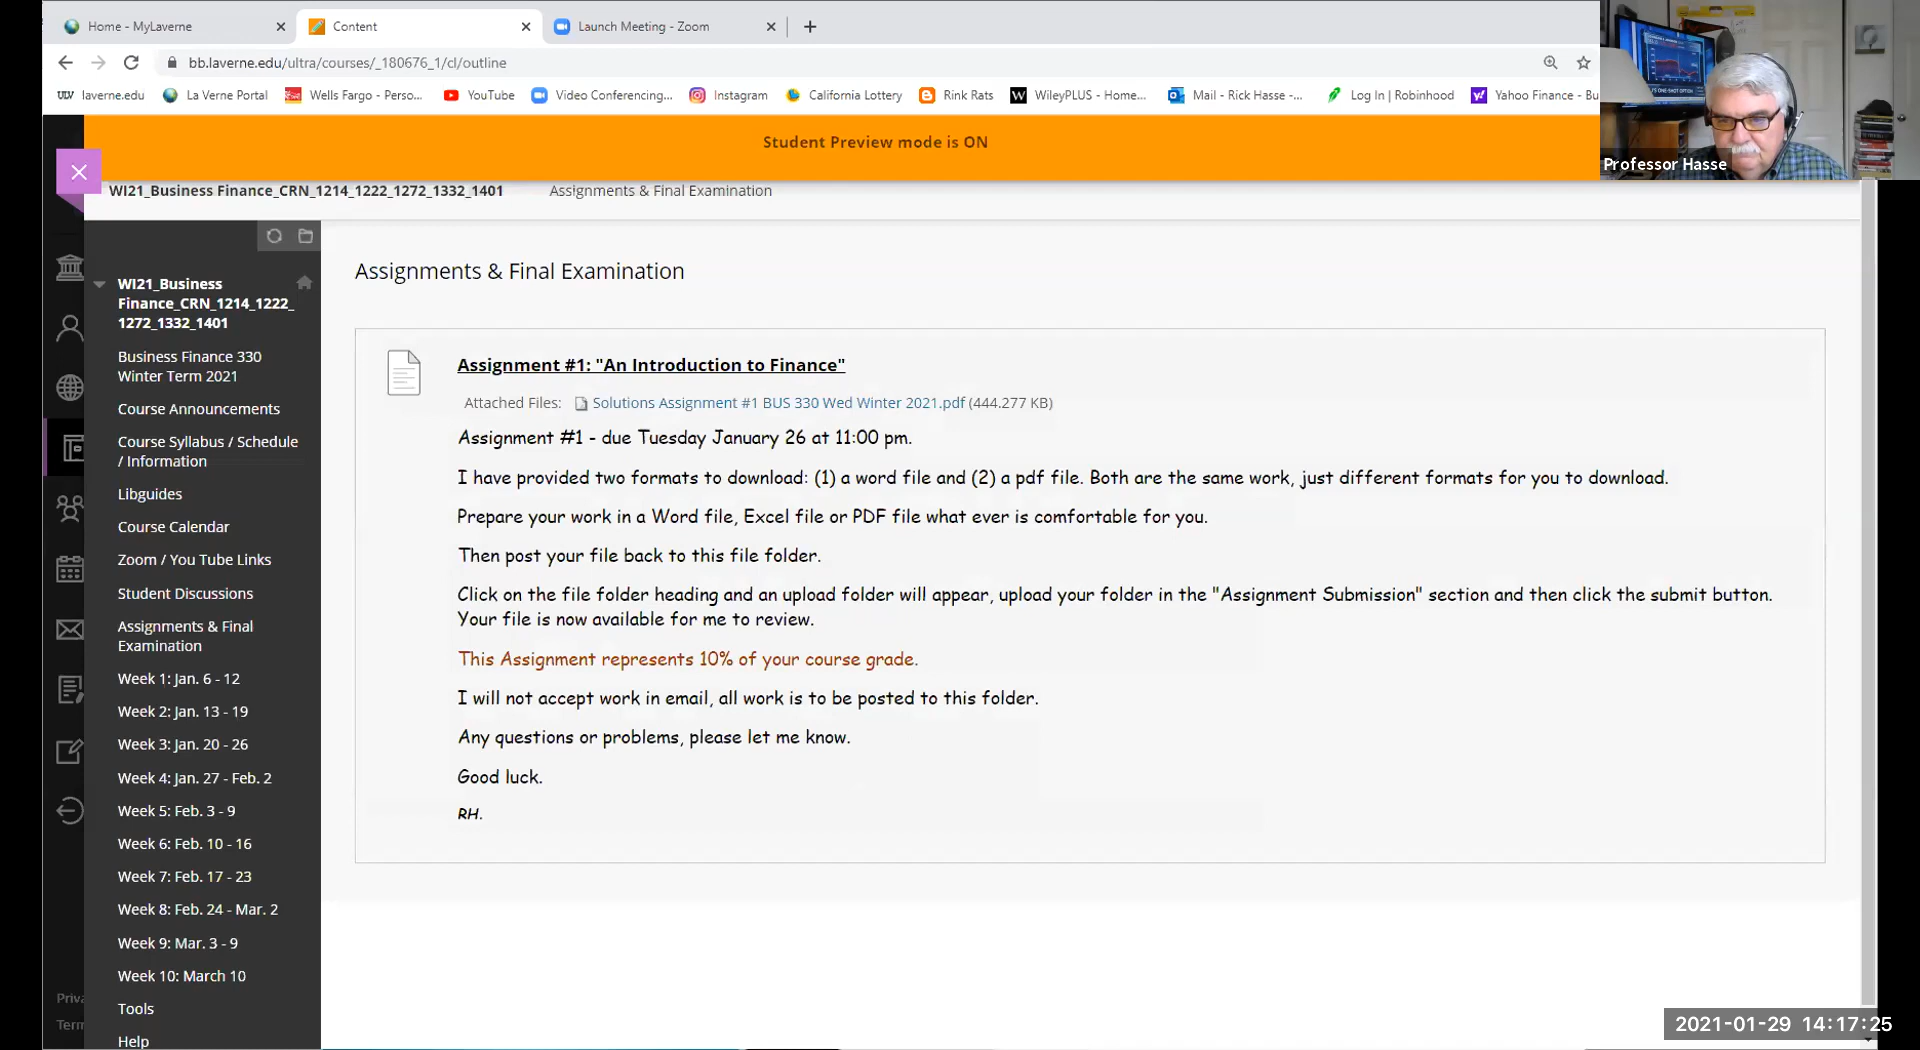 Home - MyLaverne
Content
Launch Meeting - Zoom
bb.laverne.edu/ultra/courses/_180676_1/cl/outline
laverne.edu
La Verne Portal
Wells Fargo - Perso...
YouTube
Video Conferencing...
Instagram
California Lottery
Rink Rats
WileyPLUS - Home...
Mail - Rick Hasse -...
Log In | Robinhood
Yahoo Finance - Bu
Student Preview mode is ON
Professor Hasse
WI21_Business Finance_CRN_1214_1222_1272_1332_1401
Assignments & Final Examination
WI21_Business
Finance_CRN_1214_1222_
1272_1332_1401
Business Finance 330
Winter Term 2021
Course Announcements
Course Syllabus / Schedule
/ Information
Libguides
Course Calendar
Zoom / You Tube Links
Student Discussions
Assignments & Final
Examination
Week 1: Jan. 6 - 12
Week 2: Jan. 13 - 19
Week 3: Jan. 20 - 26
Week 4: Jan. 27 - Feb. 2
Week 5: Feb. 3 - 9
Week 6: Feb. 10 - 16
Week 7: Feb. 17 - 23
Week 8: Feb. 24 - Mar. 2
Week 9: Mar. 3 - 9
Week 10: March 10
Tools
Help
Priva
Term
Assignments & Final Examination
Assignment #1: "An Introduction to Finance"
Attached Files: Solutions Assignment #1 BUS 330 Wed Winter 2021.pdf (444.277 KB)
Assignment #1 - due Tuesday January 26 at 11:00 pm.
I have provided two formats to download: (1) a word file and (2) a pdf file. Both are the same work, just different formats for you to download.
Prepare your work in a Word file, Excel file or PDF file what ever is comfortable for you.
Then post your file back to this file folder.
Click on the file folder heading and an upload folder will appear, upload your folder in the "Assignment Submission" section and then click the submit button.
Your file is now available for me to review.
This Assignment represents 10% of your course grade.
I will not accept work in email, all work is to be posted to this folder.
Any questions or problems, please let me know.
Good luck.
RH.
2021-01-29 14:17:25